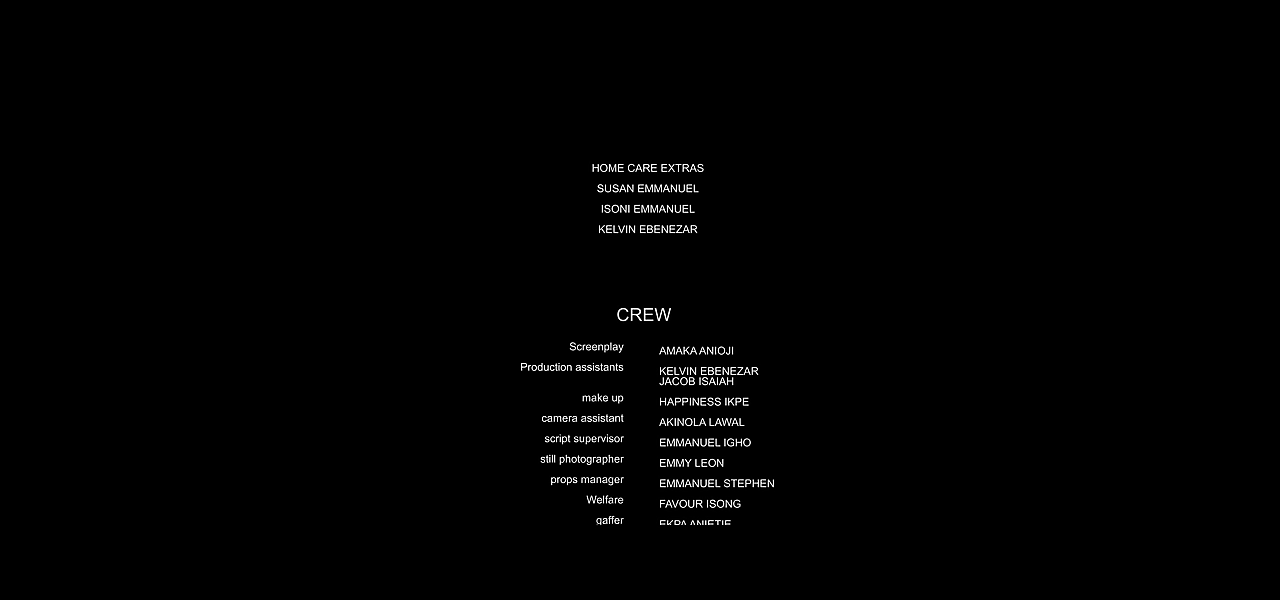 HOME CARE EXTRAS
SUSAN EMMANUEL
ISONI EMMANUEL
KELVIN EBENEZAR
CREW
Screenplay AMAKA ANIOJI
Production assistants KELVIN EBENEZAR
JACOB ISAIAH
make up HAPPINESS IKPE
camera assistant AKINOLA LAWAL
script supervisor EMMANUEL IGHO
still photographer EMMY LEON
props manager EMMANUEL STEPHEN
Welfare FAVOUR ISONG
gaffer EKPA ANIETIE